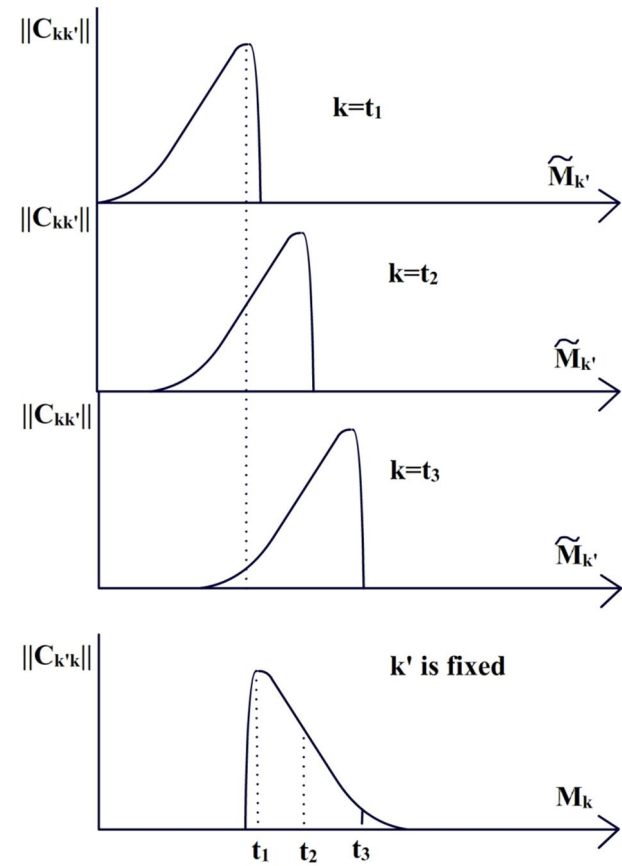 ||Cₖₖ'||
k=t₁
M̃ₖ'
||Cₖₖ'||
k=t₂
M̃ₖ'
||Cₖₖ'||
k=t₃
M̃ₖ'
||Cₖ'ₖ||
k' is fixed
Mₖ
t₁ t₂ t₃